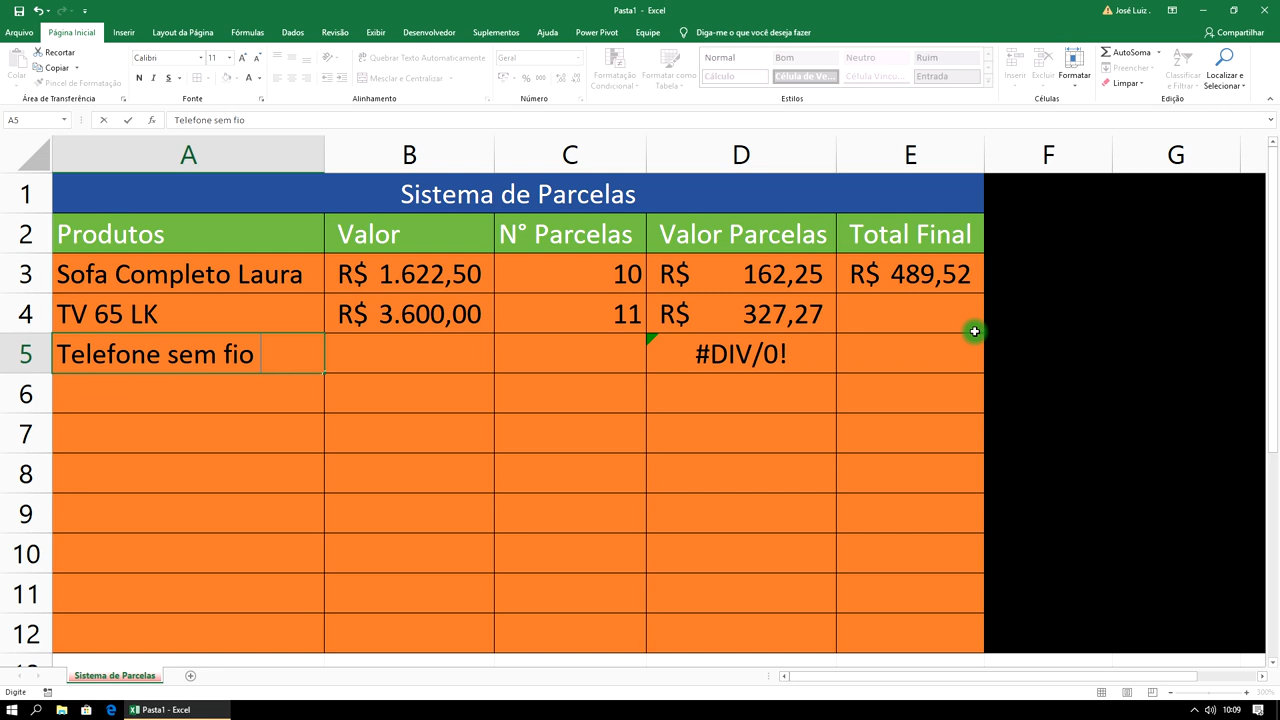 Pasta1 - Excel
José Luiz .
Arquivo Página Inicial Inserir Layout da Página Fórmulas Dados Revisão Exibir Desenvolvedor Suplementos Ajuda Power Pivot Equipe Diga-me o que você deseja fazer Compartilhar
Colar
Recortar
Copiar
Pincel de Formatação
Área de Transferência
Calibri 11
N I S
Fonte
Quebrar Texto Automaticamente
Mesclar e Centralizar
Alinhamento
Geral
% 000
Número
Formatação Condicional
Formatar como Tabela
Normal Bom Neutro Ruim
Cálculo Célula de Ve... Célula Vincu... Entrada
Estilos
Inserir Excluir Formatar
Células
AutoSoma
Preencher
Limpar
Classificar e Filtrar
Localizar e Selecionar
Edição
A5 fx Telefone sem fio
A B C D E F G
1 Sistema de Parcelas
2 Produtos Valor N° Parcelas Valor Parcelas Total Final
3 Sofa Completo Laura R$ 1.622,50 10 R$ 162,25 R$ 489,52
4 TV 65 LK R$ 3.600,00 11 R$ 327,27
5 Telefone sem fio #DIV/0!
6
7
8
9
10
11
12
Sistema de Parcelas
Digite
300%
Pasta1 - Excel
10:09